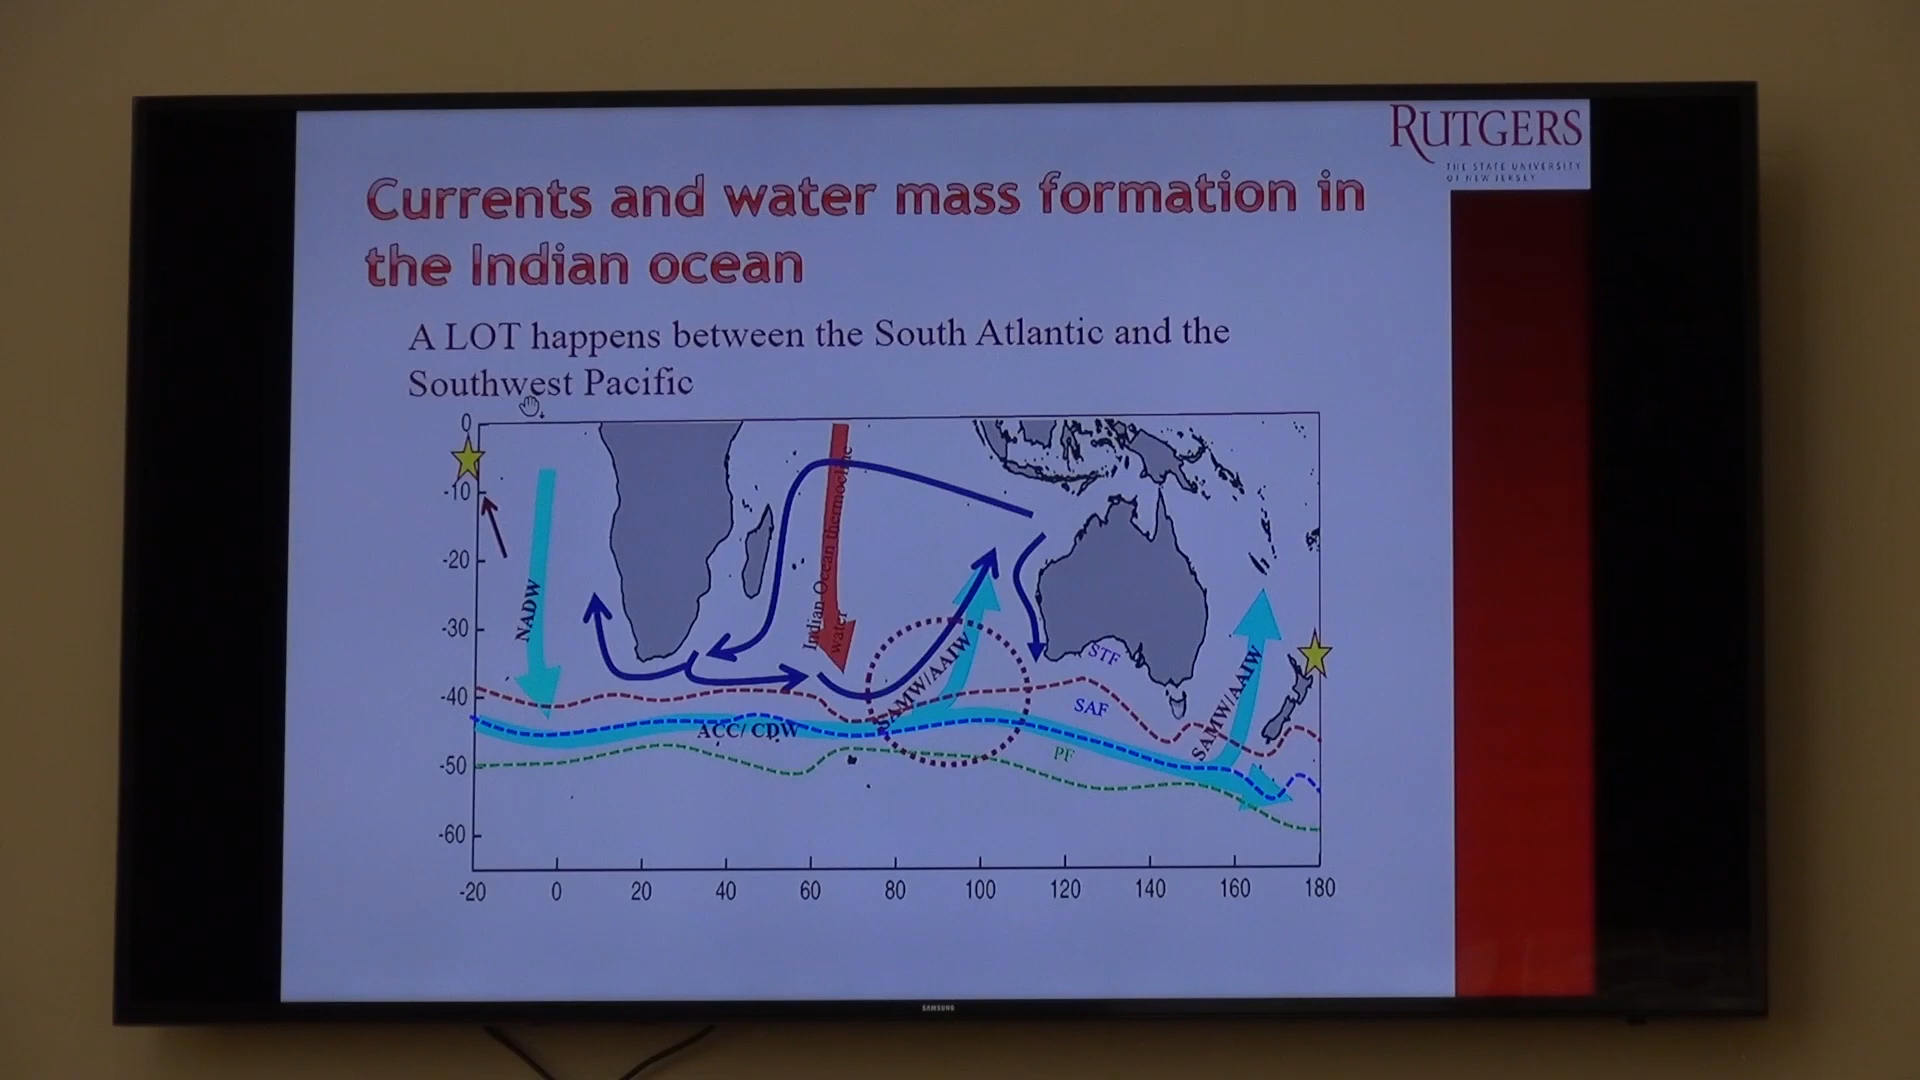 RUTGERS
THE STATE UNIVERSITY
OF NEW JERSEY
Currents and water mass formation in
the Indian ocean
A LOT happens between the South Atlantic and the
Southwest Pacific
0
-10
-20
-30
-40
-50
-60
NADW
Indian Ocean thermocline
water
SAMW/AAIW
STF
SAF
SAMW/AAIW
ACC/ CDW
PF
-20 0 20 40 60 80 100 120 140 160 180
SAMSUNG